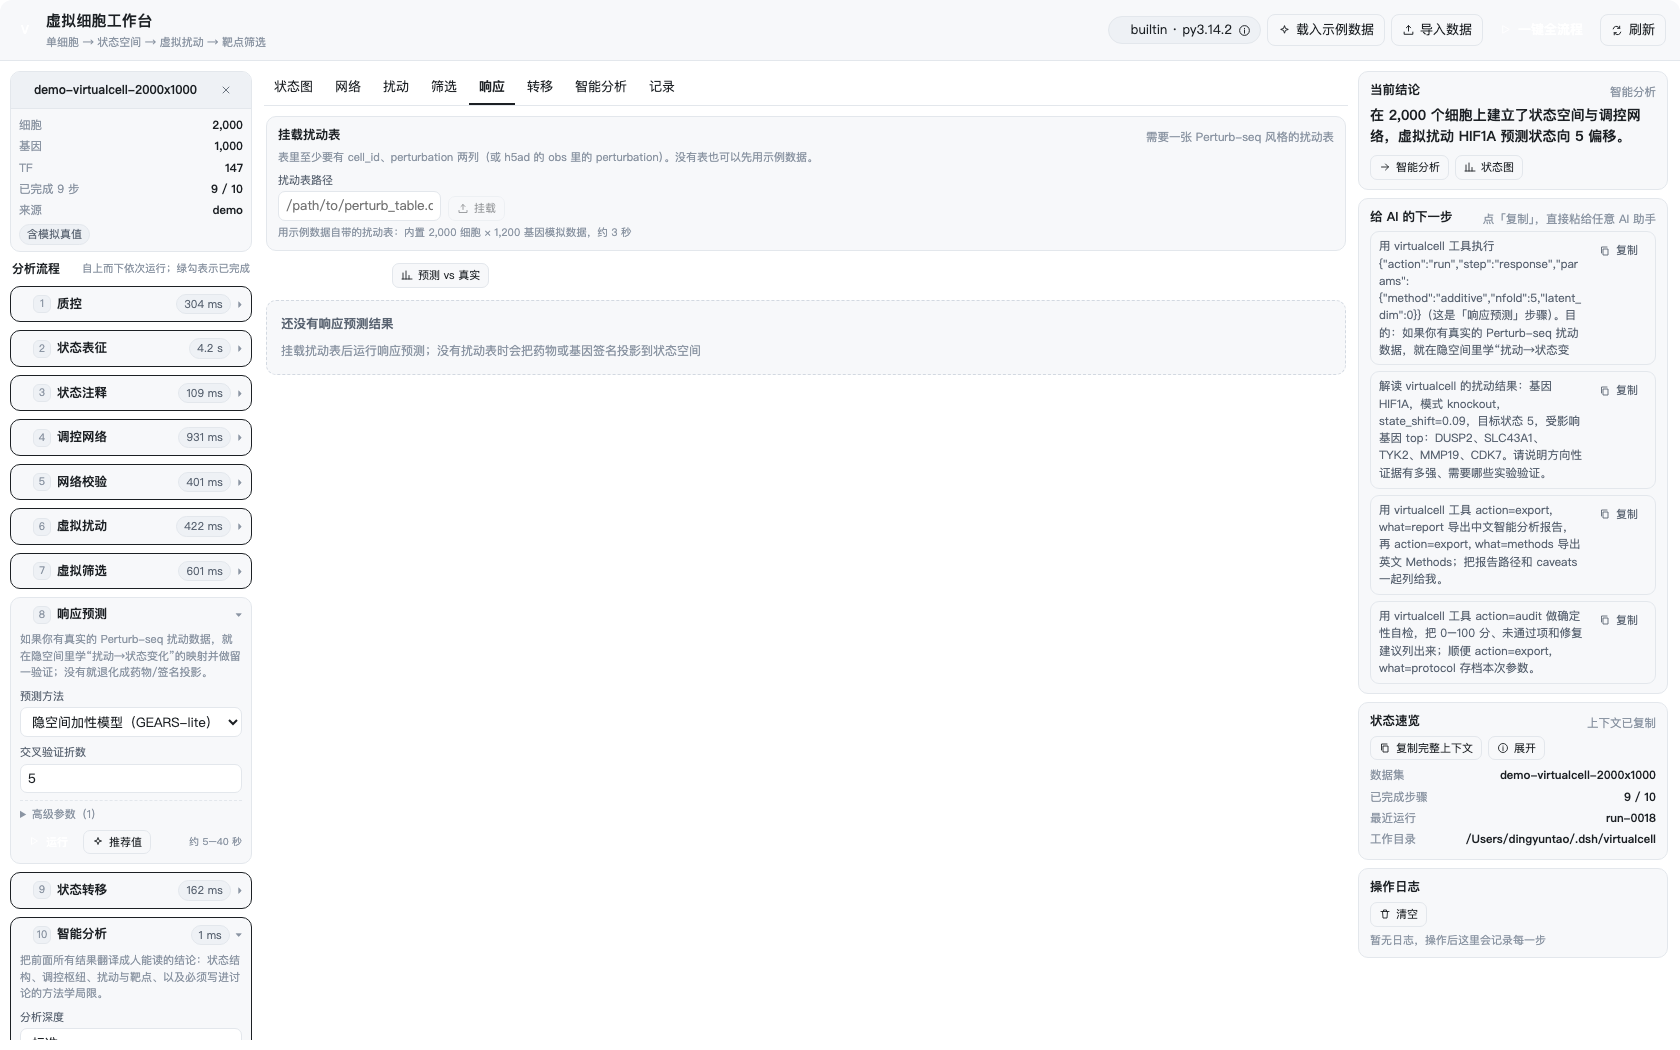 虚拟细胞工作台
单细胞 → 状态空间 → 虚拟扰动 → 靶点筛选
builtin · py3.14.2
载入示例数据
导入数据
一键全流程
刷新
demo-virtualcell-2000x1000
细胞 2,000
基因 1,000
TF 147
已完成 9 步 9 / 10
来源 demo
含模拟真值
分析流程 自上而下依次运行；绿勾表示已完成
1 质控 304 ms
2 状态表征 4.2 s
3 状态注释 109 ms
4 调控网络 931 ms
5 网络校验 401 ms
6 虚拟扰动 422 ms
7 虚拟筛选 601 ms
8 响应预测
如果你有真实的 Perturb-seq 扰动数据，就
在隐空间里学“扰动→状态变化”的映射并做留
一验证；没有就退化成药物/签名投影。
预测方法
隐空间加性模型（GEARS-lite）
交叉验证折数
5
高级参数（1）
运行
推荐值
约 5–40 秒
9 状态转移 162 ms
10 智能分析 1 ms
把前面所有结果翻译成人能读的结论：状态结
构、调控枢纽、扰动与靶点、以及必须写进讨
论的方法学局限。
分析深度
标准
状态图 网络 扰动 筛选 响应 转移 智能分析 记录
挂载扰动表 需要一张 Perturb-seq 风格的扰动表
表里至少要有 cell_id、perturbation 两列（或 h5ad 的 obs 里的 perturbation）。没有表也可以先用示例数据。
扰动表路径
/path/to/perturb_table.c
挂载
用示例数据自带的扰动表：内置 2,000 细胞 × 1,200 基因模拟数据，约 3 秒
预测 vs 真实
还没有响应预测结果
挂载扰动表后运行响应预测；没有扰动表时会把药物或基因签名投影到状态空间
当前结论 智能分析
在 2,000 个细胞上建立了状态空间与调控网
络，虚拟扰动 HIF1A 预测状态向 5 偏移。
智能分析
状态图
给 AI 的下一步 点「复制」，直接粘给任意 AI 助手
用 virtualcell 工具执行
{"action":"run","step":"response","par
ams":
{"method":"additive","nfold":5,"latent_
dim":0}}（这是「响应预测」步骤）。目
的：如果你有真实的 Perturb-seq 扰动
数据，就在隐空间里学“扰动→状态变
复制
解读 virtualcell 的扰动结果：基因
HIF1A，模式 knockout，
state_shift=0.09，目标状态 5，受影响
基因 top：DUSP2、SLC43A1、
TYK2、MMP19、CDK7。请说明方向性
证据有多强、需要哪些实验验证。
复制
用 virtualcell 工具 action=export,
what=report 导出中文智能分析报告，
再 action=export, what=methods 导出
英文 Methods；把报告路径和 caveats
一起列给我。
复制
用 virtualcell 工具 action=audit 做确定
性自检，把 0–100 分、未通过项和修复
建议列出来；顺便 action=export,
what=protocol 存档本次参数。
复制
状态速览 上下文已复制
复制完整上下文
展开
数据集 demo-virtualcell-2000x1000
已完成步骤 9 / 10
最近运行 run-0018
工作目录 /Users/dingyuntao/.dsh/virtualcell
操作日志
清空
暂无日志，操作后这里会记录每一步